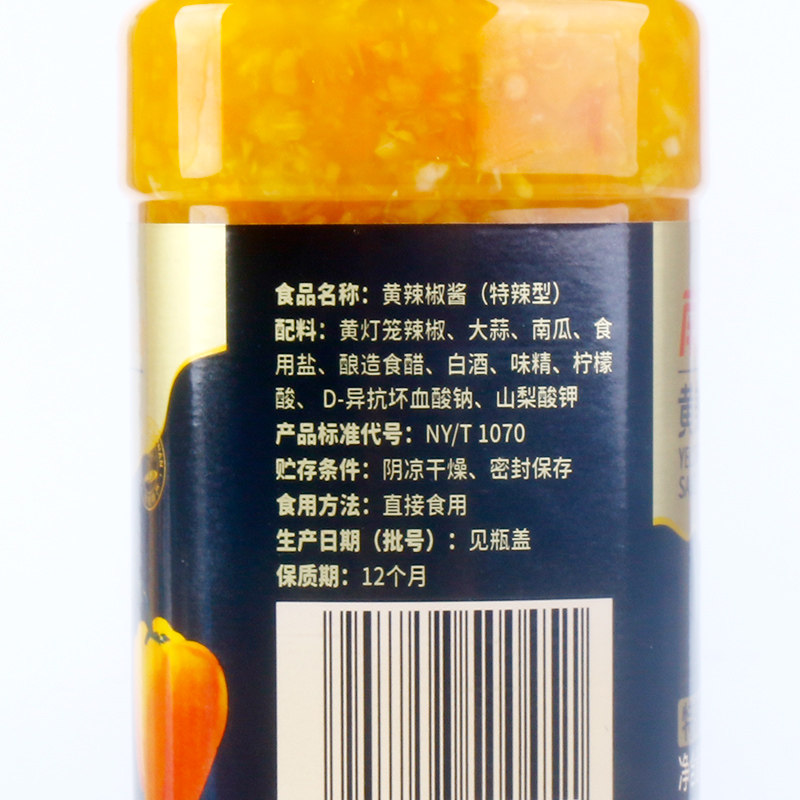 食品名称：黄辣椒酱（特辣型）
配料：黄灯笼辣椒、大蒜、南瓜、食
用盐、酿造食醋、白酒、味精、柠檬
酸、D-异抗坏血酸钠、山梨酸钾
产品标准代号：NY/T 1070
贮存条件：阴凉干燥、密封保存
食用方法：直接食用
生产日期（批号）：见瓶盖
保质期：12个月
黄
YE
SA
净